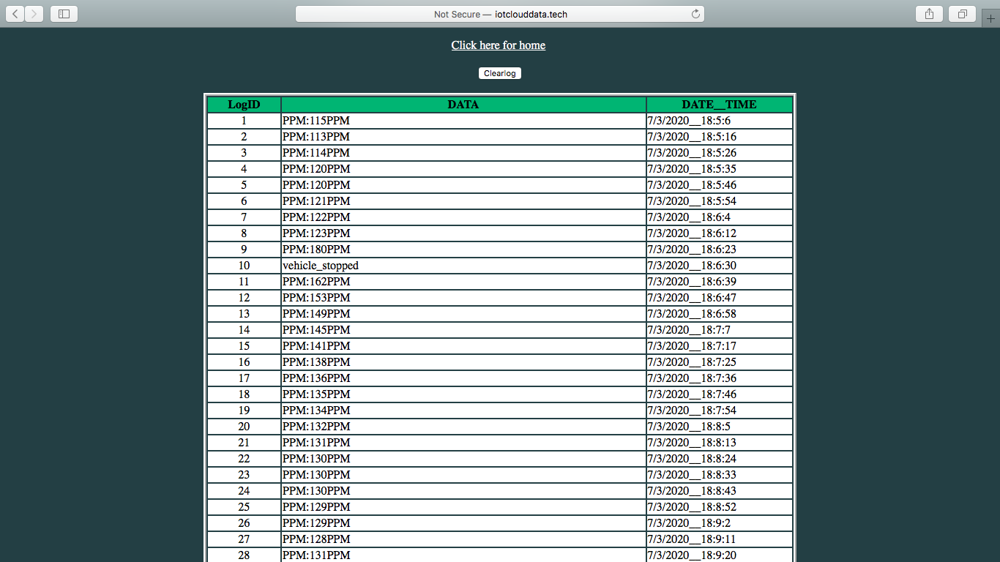 Not Secure — iotclouddata.tech
Click here for home
Clearlog
LogID DATA DATE__TIME
1 PPM:115PPM 7/3/2020__18:5:6
2 PPM:113PPM 7/3/2020__18:5:16
3 PPM:114PPM 7/3/2020__18:5:26
4 PPM:120PPM 7/3/2020__18:5:35
5 PPM:120PPM 7/3/2020__18:5:46
6 PPM:121PPM 7/3/2020__18:5:54
7 PPM:122PPM 7/3/2020__18:6:4
8 PPM:123PPM 7/3/2020__18:6:12
9 PPM:180PPM 7/3/2020__18:6:23
10 vehicle_stopped 7/3/2020__18:6:30
11 PPM:162PPM 7/3/2020__18:6:39
12 PPM:153PPM 7/3/2020__18:6:47
13 PPM:149PPM 7/3/2020__18:6:58
14 PPM:145PPM 7/3/2020__18:7:7
15 PPM:141PPM 7/3/2020__18:7:17
16 PPM:138PPM 7/3/2020__18:7:25
17 PPM:136PPM 7/3/2020__18:7:36
18 PPM:135PPM 7/3/2020__18:7:46
19 PPM:134PPM 7/3/2020__18:7:54
20 PPM:132PPM 7/3/2020__18:8:5
21 PPM:131PPM 7/3/2020__18:8:13
22 PPM:130PPM 7/3/2020__18:8:24
23 PPM:130PPM 7/3/2020__18:8:33
24 PPM:130PPM 7/3/2020__18:8:43
25 PPM:129PPM 7/3/2020__18:8:52
26 PPM:129PPM 7/3/2020__18:9:2
27 PPM:128PPM 7/3/2020__18:9:11
28 PPM:131PPM 7/3/2020__18:9:20